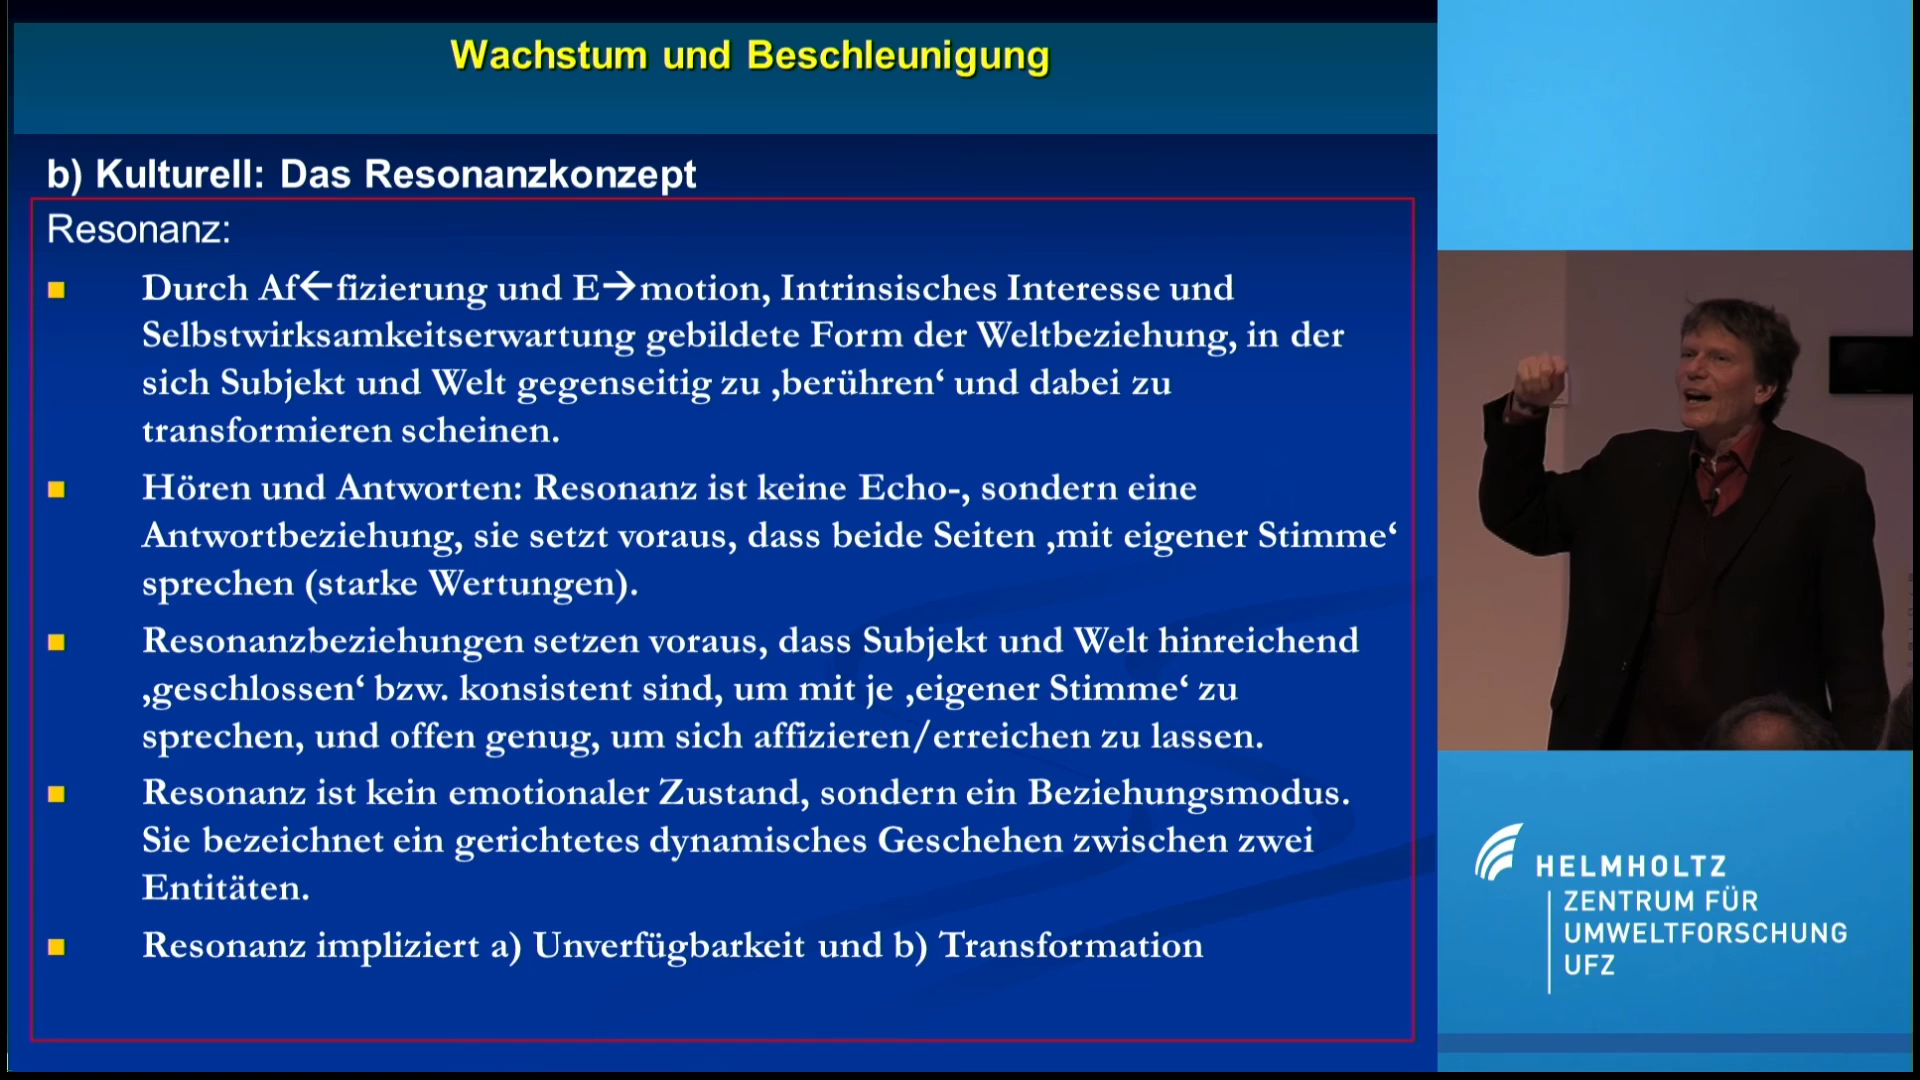 Wachstum und Beschleunigung
b) Kulturell: Das Resonanzkonzept
Resonanz:
Durch Af←fizierung und E→motion, Intrinsisches Interesse und
Selbstwirksamkeitserwartung gebildete Form der Weltbeziehung, in der
sich Subjekt und Welt gegenseitig zu ‚berühren‘ und dabei zu
transformieren scheinen.
Hören und Antworten: Resonanz ist keine Echo-, sondern eine
Antwortbeziehung, sie setzt voraus, dass beide Seiten ‚mit eigener Stimme‘
sprechen (starke Wertungen).
Resonanzbeziehungen setzen voraus, dass Subjekt und Welt hinreichend
‚geschlossen‘ bzw. konsistent sind, um mit je ‚eigener Stimme‘ zu
sprechen, und offen genug, um sich affizieren/erreichen zu lassen.
Resonanz ist kein emotionaler Zustand, sondern ein Beziehungsmodus.
Sie bezeichnet ein gerichtetes dynamisches Geschehen zwischen zwei
Entitäten.
Resonanz impliziert a) Unverfügbarkeit und b) Transformation
HELMHOLTZ
ZENTRUM FÜR
UMWELTFORSCHUNG
UFZ